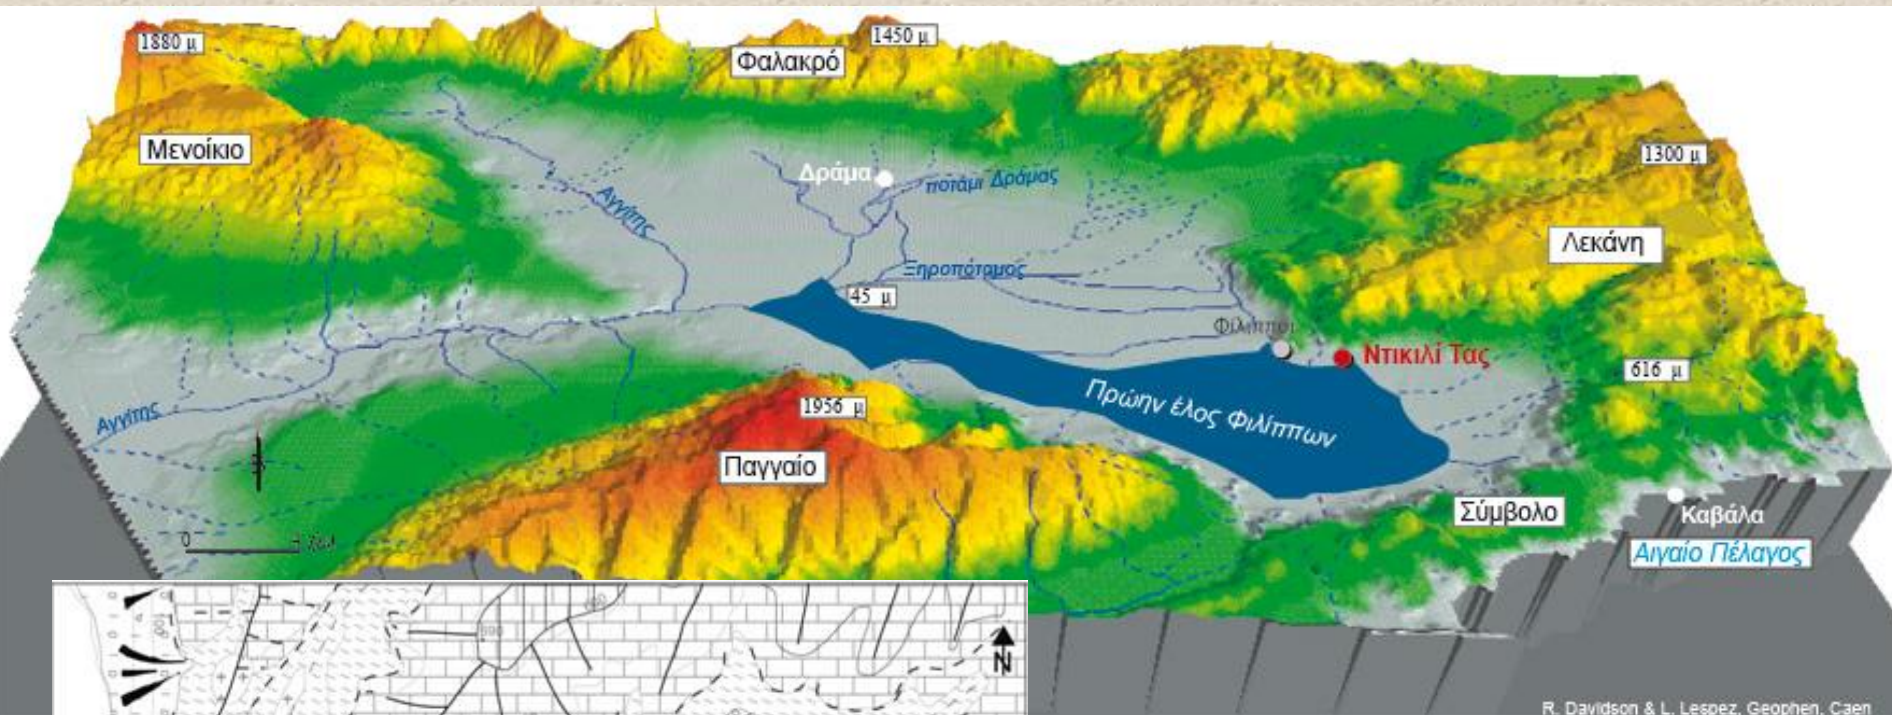 1880 μ
1450 μ
Φαλακρό
Μενοίκιο
1300 μ
Δράμα
ποτάμι Δράμας
Αγγίτης
Λεκάνη
Ξηροπόταμος
45 μ
Φίλιπποι
Ντικιλί Τας
616 μ
Πρώην έλος Φιλίππων
1956 μ
Αγγίτης
Παγγαίο
Σύμβολο
Καβάλα
0
Αιγαίο Πέλαγος
N
R. Davidson & L. Lespez, Geophen, Caen